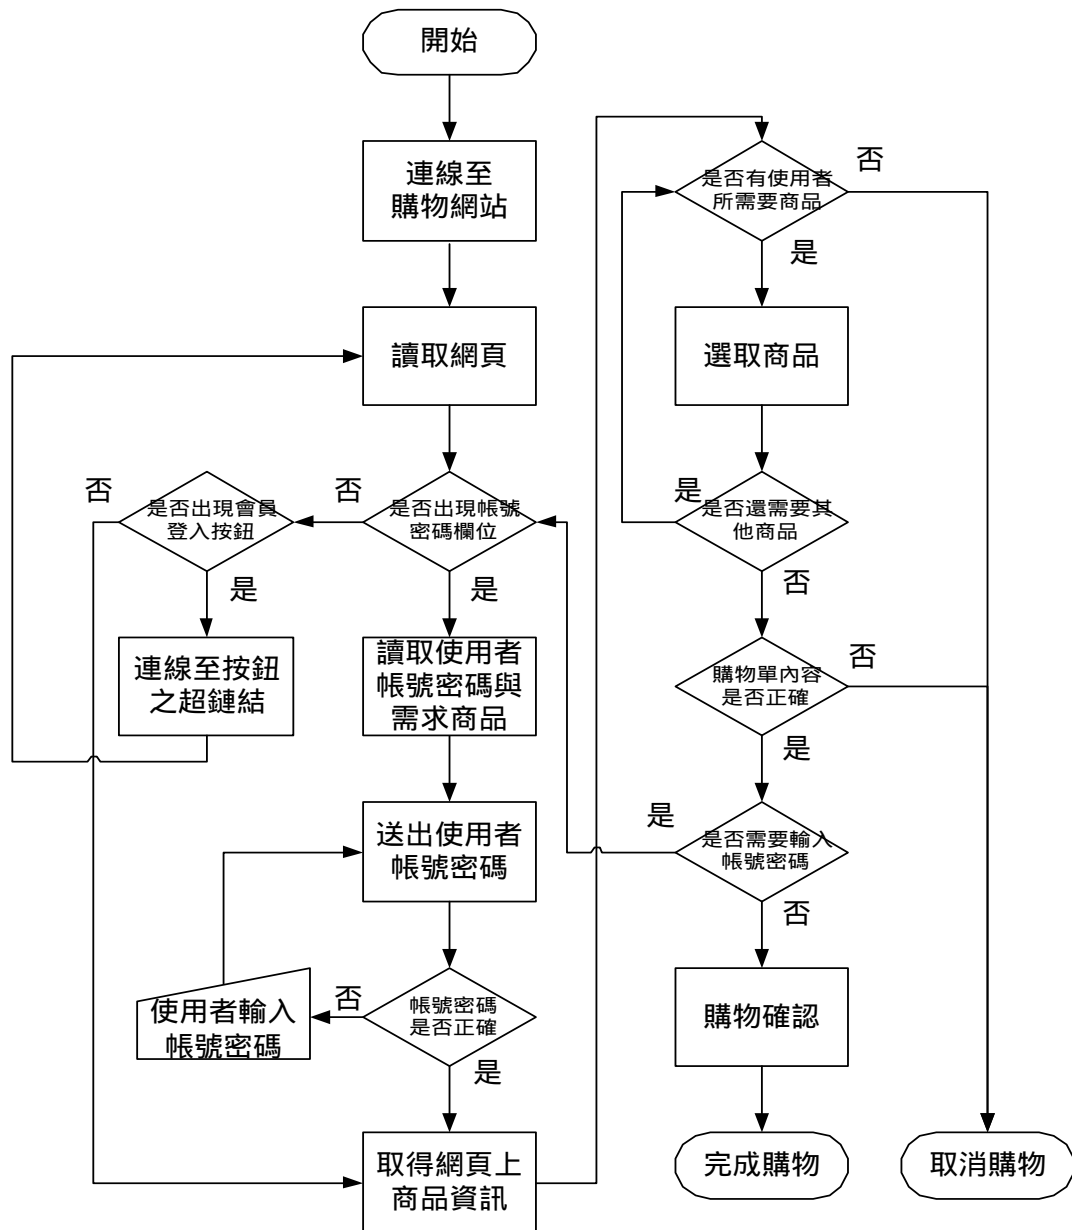 開始
連線至
購物網站
讀取網頁
是否出現帳號
密碼欄位
否
是
是否出現會員
登入按鈕
否
是
連線至按鈕
之超鏈結
讀取使用者
帳號密碼與
需求商品
送出使用者
帳號密碼
帳號密碼
是否正確
否
是
使用者輸入
帳號密碼
取得網頁上
商品資訊
是否有使用者
所需要商品
否
是
選取商品
是否還需要其
他商品
是
否
購物單內容
是否正確
否
是
是否需要輸入
帳號密碼
是
否
購物確認
完成購物
取消購物